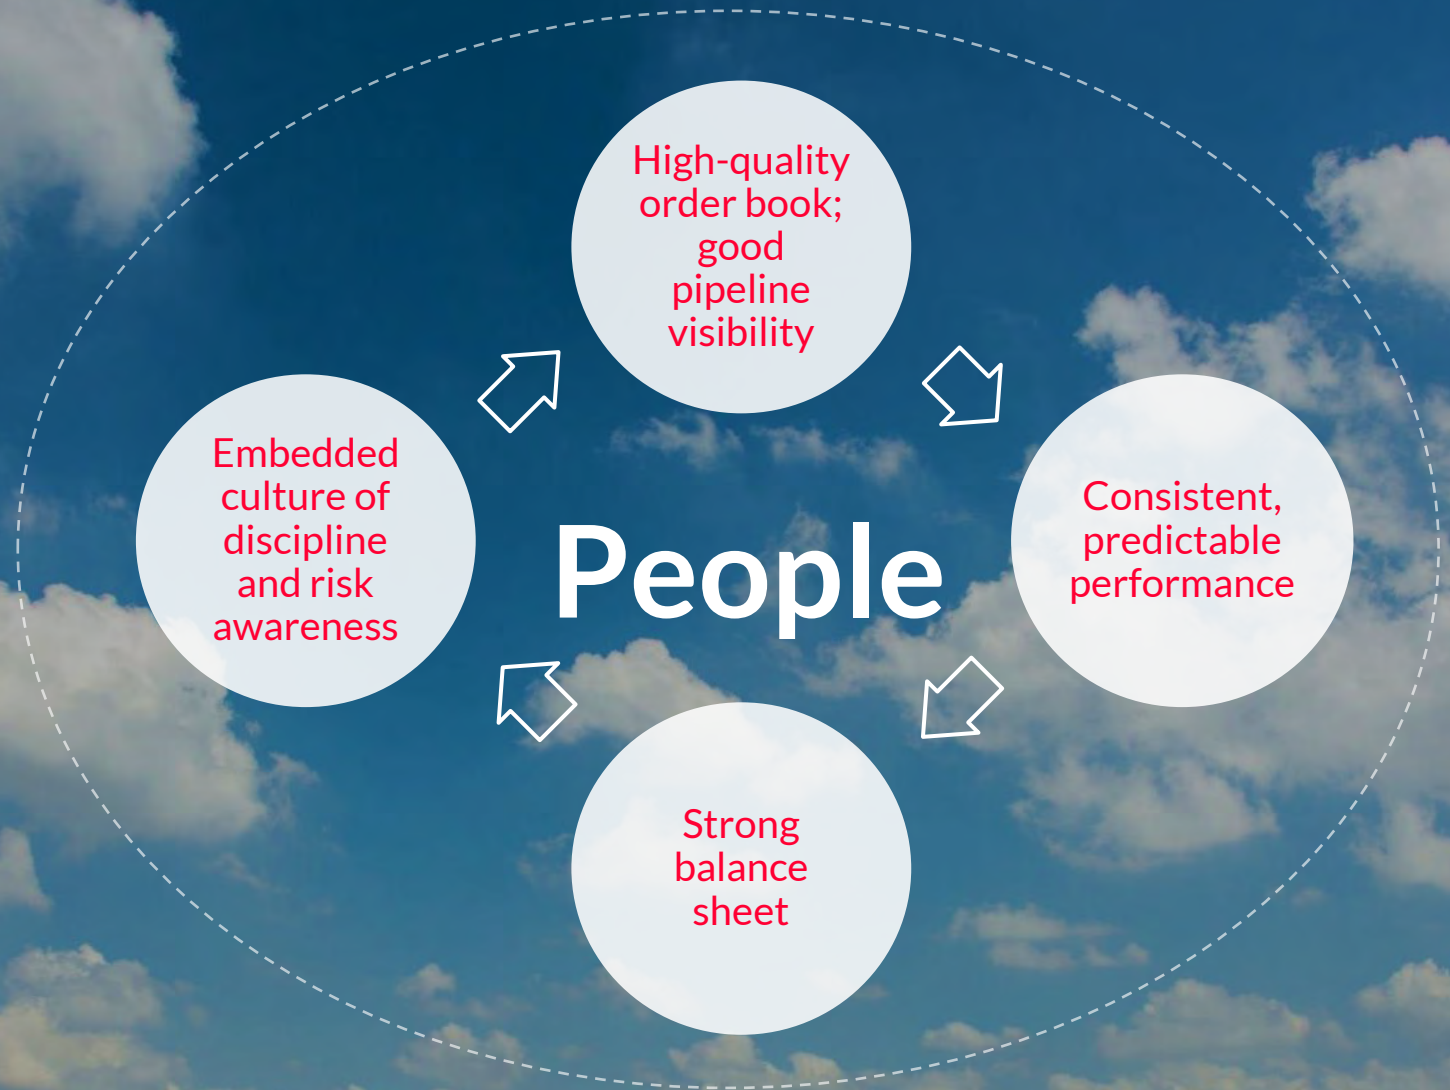 High-quality
order book;
good
pipeline
visibility
Embedded
culture of
discipline
and risk
awareness
People
Consistent,
predictable
performance
Strong
balance
sheet